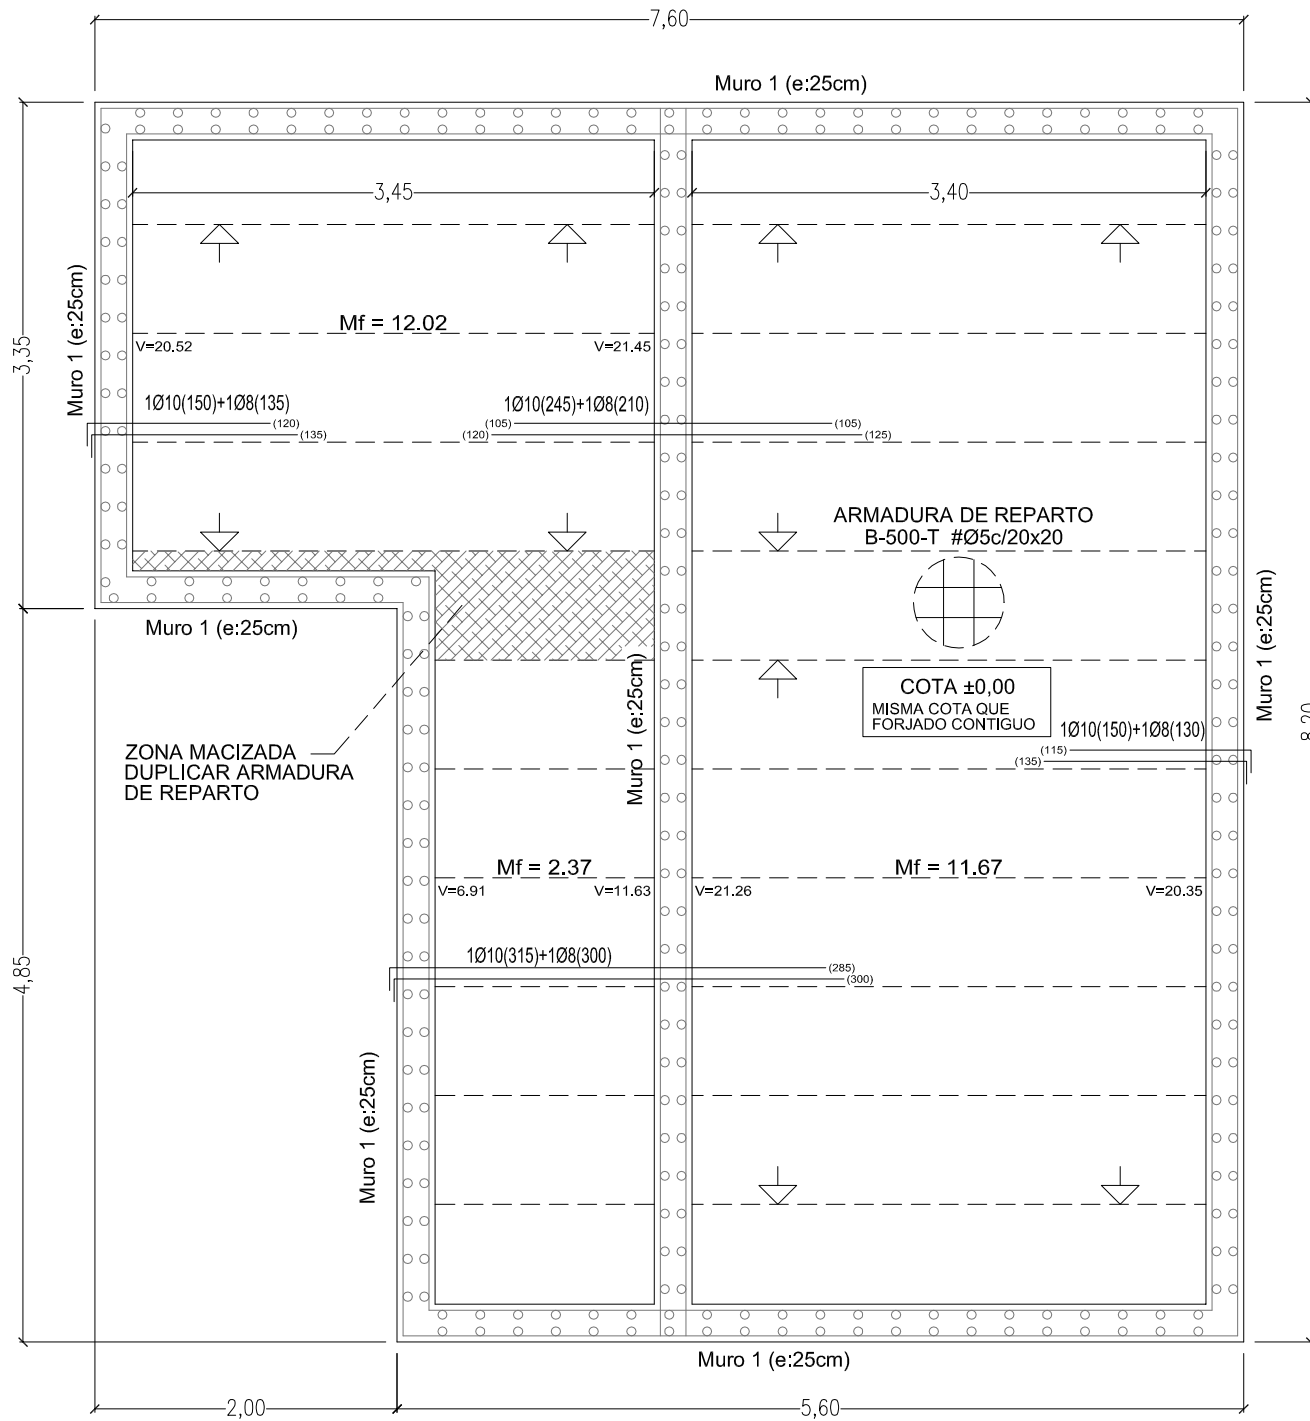 7,60
Muro 1 (e:25cm)
3,45
3,40
Mf = 12.02
V=20.52
V=21.45
Muro 1 (e:25cm)
3,35
1Ø10(150)+1Ø8(135)
(120)
(135)
1Ø10(245)+1Ø8(210)
(105)
(120)
(105)
(125)
ARMADURA DE REPARTO
B-500-T #Ø5c/20x20
Muro 1 (e:25cm)
Muro 1 (e:25cm)
Muro 1 (e:25cm)
COTA ±0,00
MISMA COTA QUE
FORJADO CONTIGUO
8,20
1Ø10(150)+1Ø8(130)
(115)
(135)
ZONA MACIZADA
DUPLICAR ARMADURA
DE REPARTO
Mf = 2.37
V=6.91
V=11.63
Mf = 11.67
V=21.26
V=20.35
4,85
1Ø10(315)+1Ø8(300)
(285)
(300)
Muro 1 (e:25cm)
Muro 1 (e:25cm)
2,00
5,60